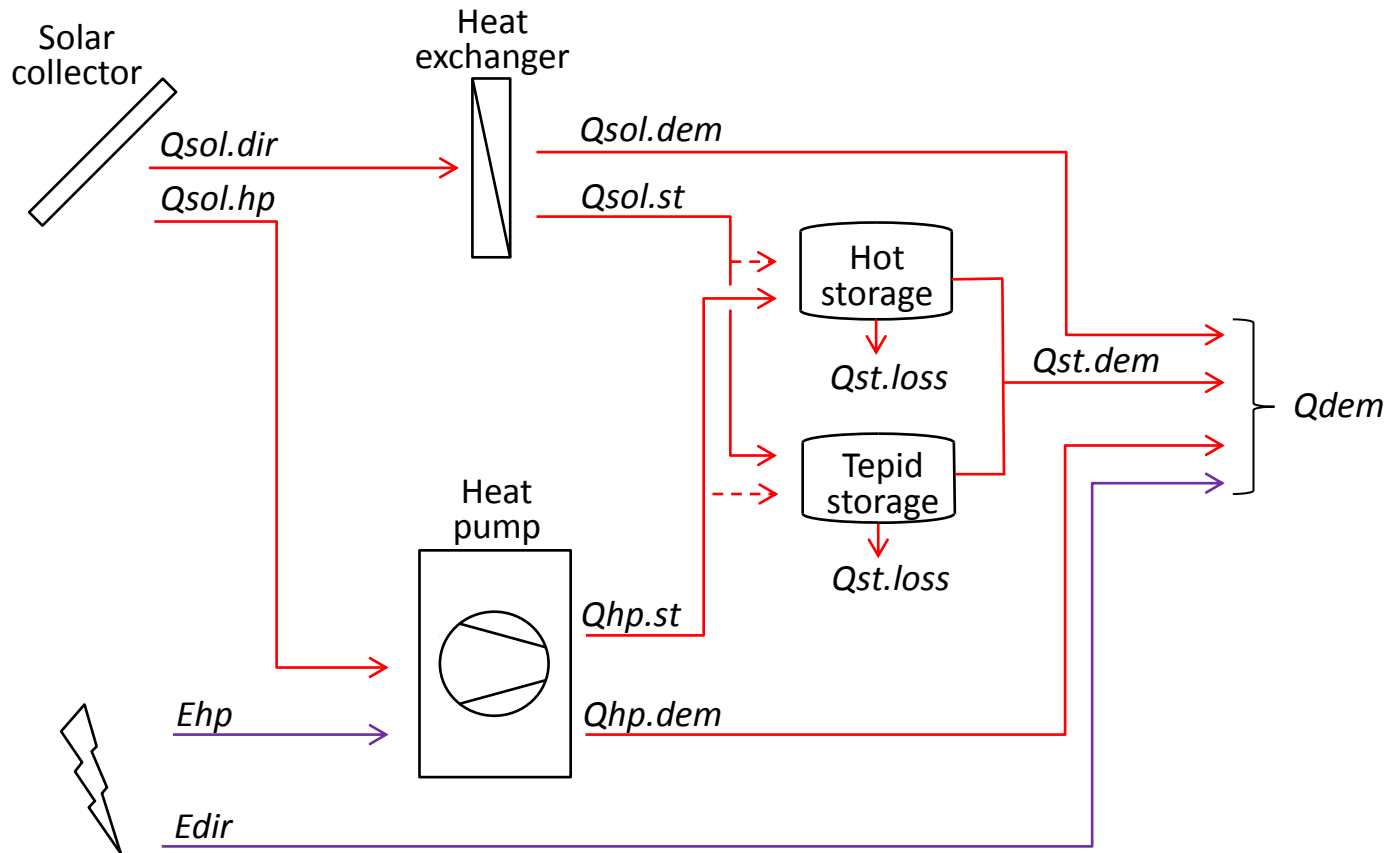 Solar
collector
Heat
exchanger
Qsol.dir
Qsol.hp
Qsol.dem
Qsol.st
Hot
storage
Qst.loss
Qst.dem
Qdem
Tepid
storage
Qst.loss
Heat
pump
Qhp.st
Qhp.dem
Ehp
Edir